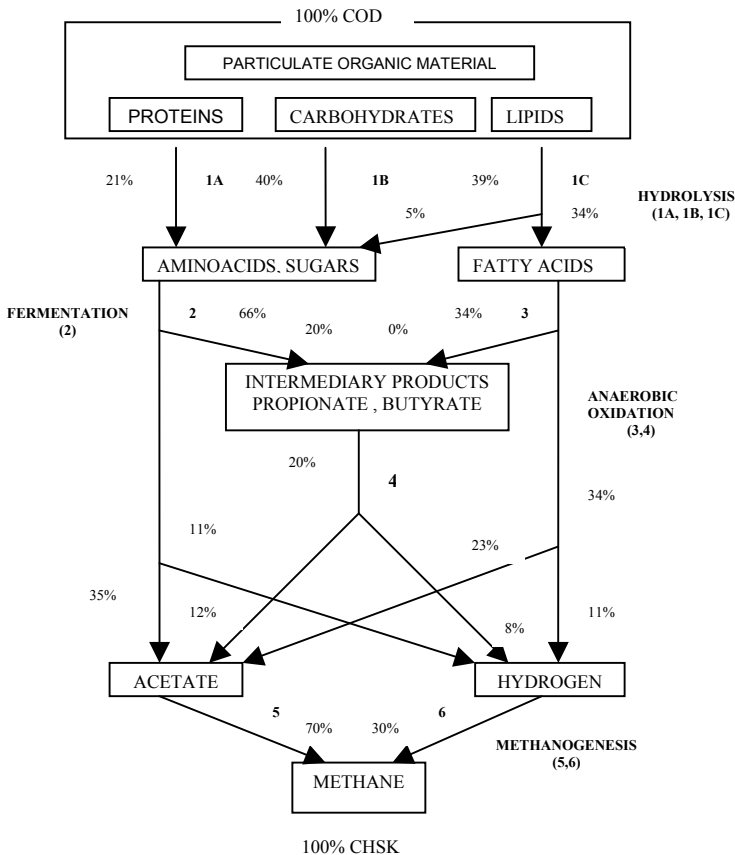 100% COD
PARTICULATE ORGANIC MATERIAL
PROTEINS
CARBOHYDRATES
LIPIDS
21%
1A
40%
1B
39%
1C
HYDROLYSIS
(1A, 1B, 1C)
5%
34%
AMINOACIDS, SUGARS
FATTY ACIDS
FERMENTATION
(2)
2
66%
20%
0%
34%
3
INTERMEDIARY PRODUCTS
PROPIONATE , BUTYRATE
ANAEROBIC
OXIDATION
(3,4)
20%
4
34%
11%
23%
35%
12%
8%
11%
ACETATE
HYDROGEN
5
70%
30%
6
METHANOGENESIS
(5,6)
METHANE
100% CHSK